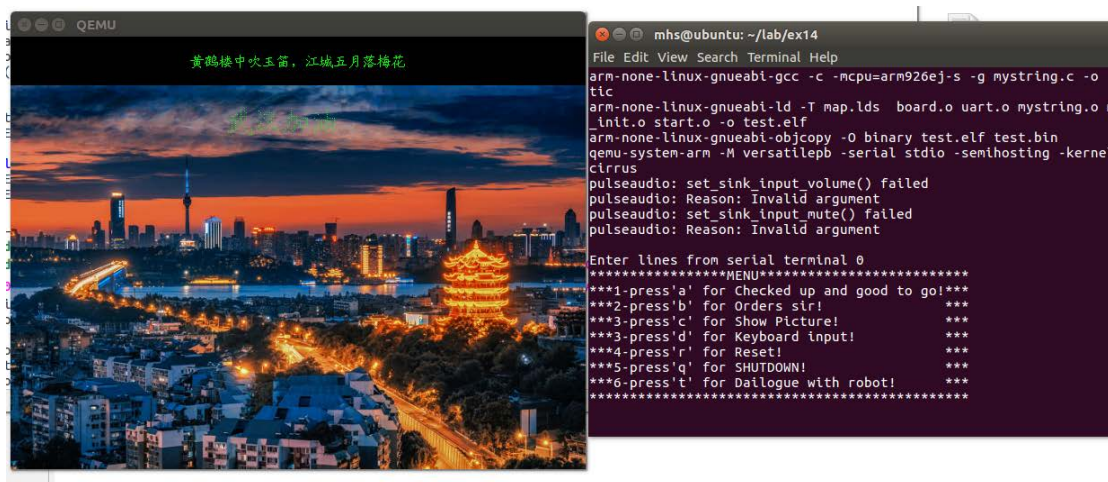 QEMU
黄鹤楼中吹玉笛，江城五月落梅花
mhs@ubuntu: ~/lab/ex14
File Edit View Search Terminal Help
arm-none-linux-gnueabi-gcc -c -mcpu=arm926ej-s -g mystring.c -o
tic
arm-none-linux-gnueabi-ld -T map.lds  board.o uart.o mystring.o
_init.o start.o -o test.elf
arm-none-linux-gnueabi-objcopy -O binary test.elf test.bin
qemu-system-arm -M versatilepb -serial stdio -semihosting -kerne
cirrus
pulseaudio: set_sink_input_volume() failed
pulseaudio: Reason: Invalid argument
pulseaudio: set_sink_input_mute() failed
pulseaudio: Reason: Invalid argument
Enter lines from serial terminal 0
*****************MENU**************************
***1-press'a' for Checked up and good to go!***
***2-press'b' for Orders sir!               ***
***3-press'c' for Show Picture!             ***
***3-press'd' for Keyboard input!           ***
***4-press'r' for Reset!                    ***
***5-press'q' for SHUTDOWN!                 ***
***6-press't' for Dailogue with robot!      ***
***********************************************